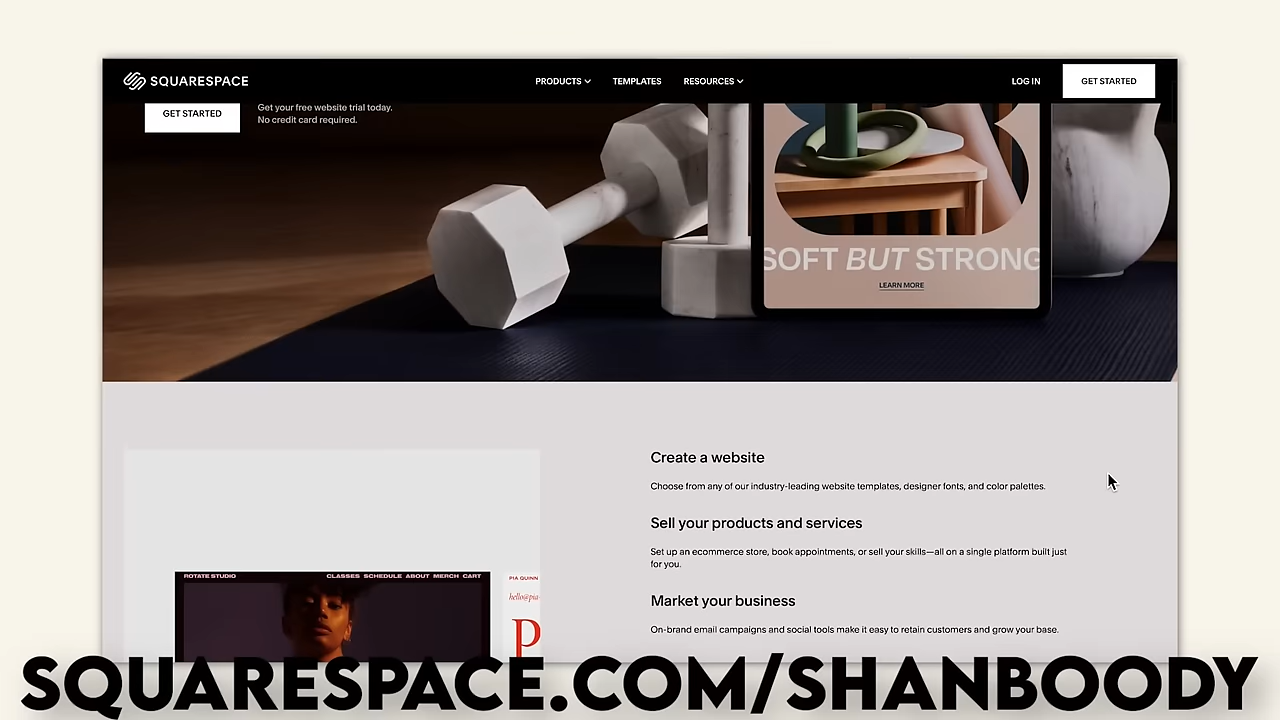 SQUARESPACE
PRODUCTS TEMPLATES RESOURCES
LOG IN
GET STARTED
GET STARTED
Get your free website trial today.
No credit card required.
SOFT BUT STRONG
LEARN MORE
Create a website
Choose from any of our industry-leading website templates, designer fonts, and color palettes.
Sell your products and services
Set up an ecommerce store, book appointments, or sell your skills—all on a single platform built just
for you.
Market your business
On-brand email campaigns and social tools make it easy to retain customers and grow your base.
ROTATE STUDIO
CLASSES SCHEDULE ABOUT MERCH CART
PIA QUINN
hello@pia
P
SQUARESPACE.COM/SHANBOODY